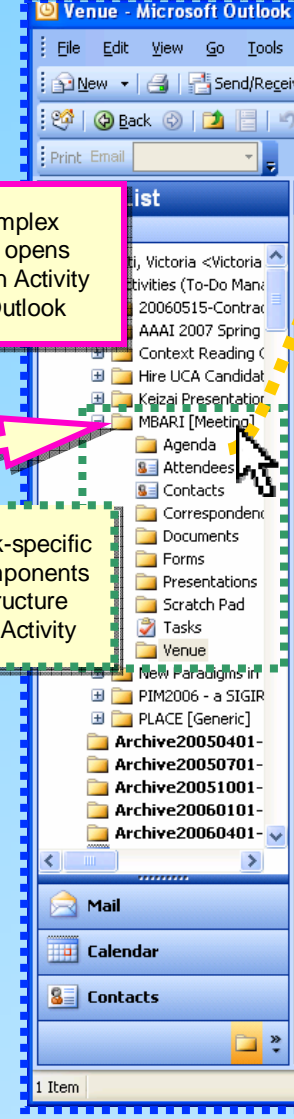 Venue - Microsoft Outlook
File Edit View Go Tools
New Send/Recei
Back
Print Email
ist
mplex
opens
n Activity
Outlook
ti, Victoria <Victoria
tivities (To-Do Mana
20060515-Contrac
AAAI 2007 Spring
Context Reading
Hire UCA Candidat
Keizai Presentation
MBARI [Meeting]
Agenda
Attendees
Contacts
Correspondenc
Documents
Forms
Presentations
Scratch Pad
Tasks
Venue
k-specific
mponents
ructure
Activity
New Paradigms in
PIM2006 - a SIGIR
PLACE [Generic]
Archive20050401-
Archive20050701-
Archive20051001-
Archive20060101-
Archive20060401-
Mail
Calendar
Contacts
1 Item